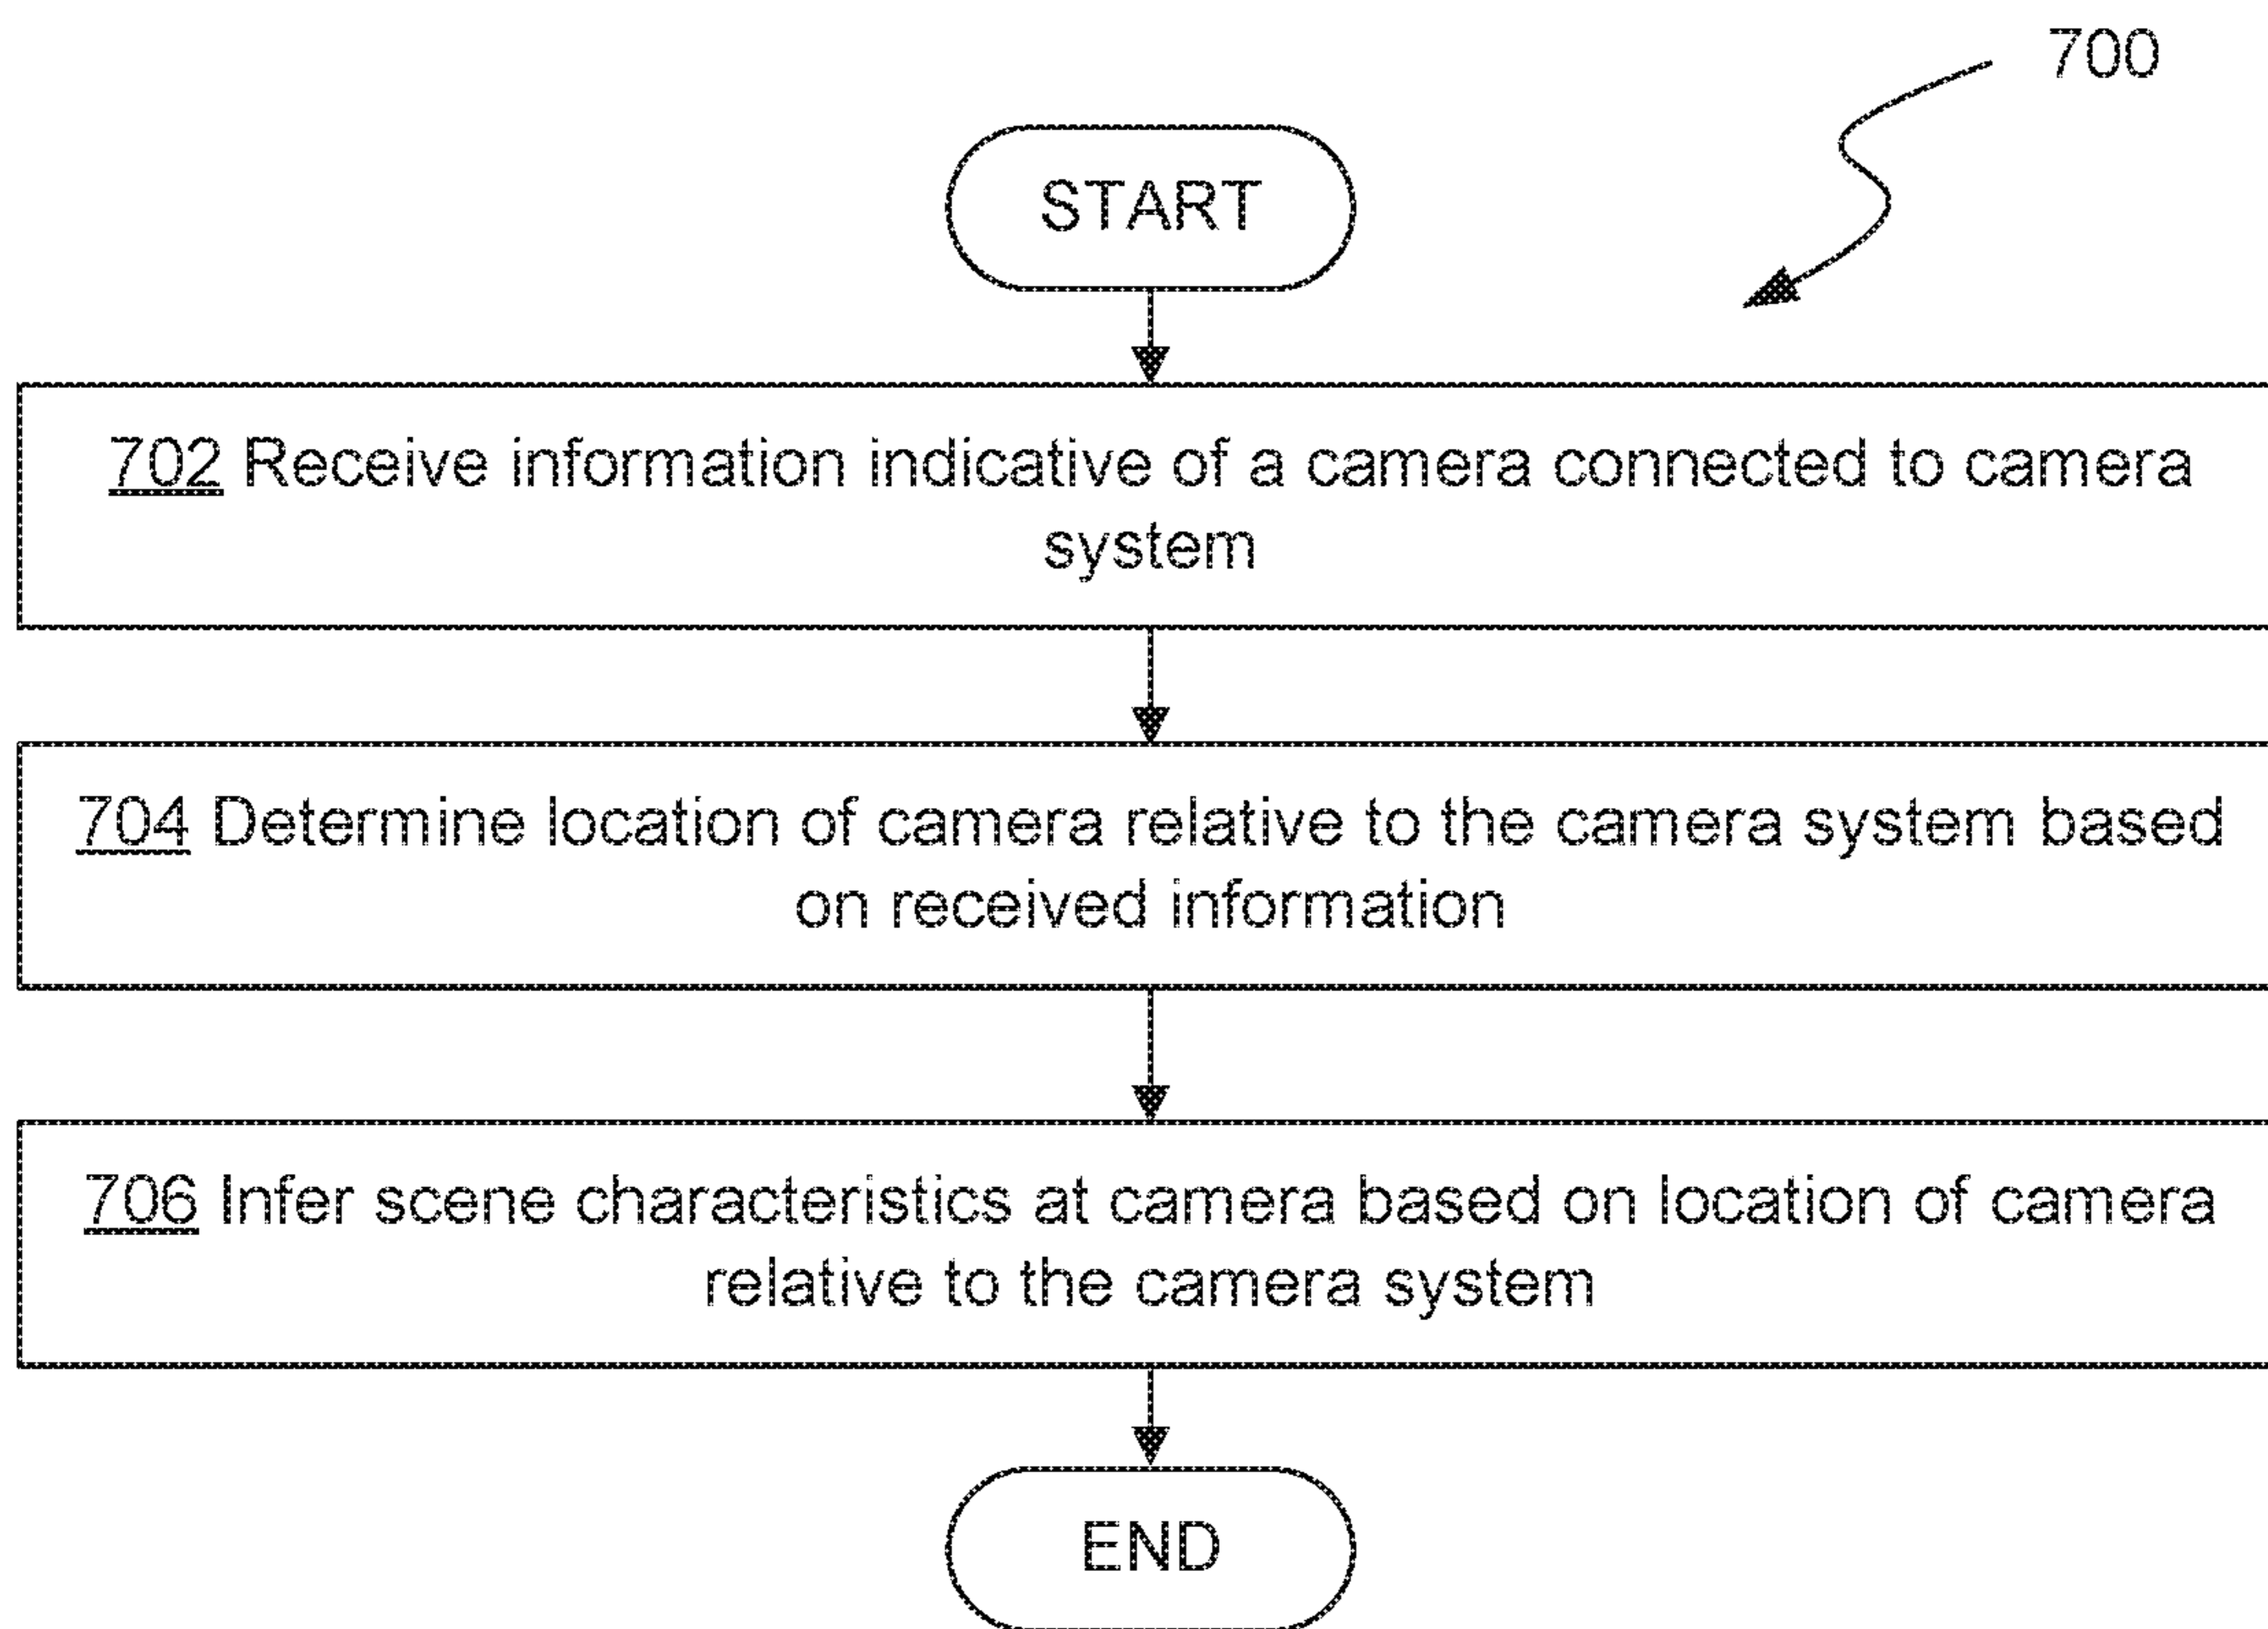 700
START
702 Receive information indicative of a camera connected to camera
system
704 Determine location of camera relative to the camera system based
on received information
706 Infer scene characteristics at camera based on location of camera
relative to the camera system
END